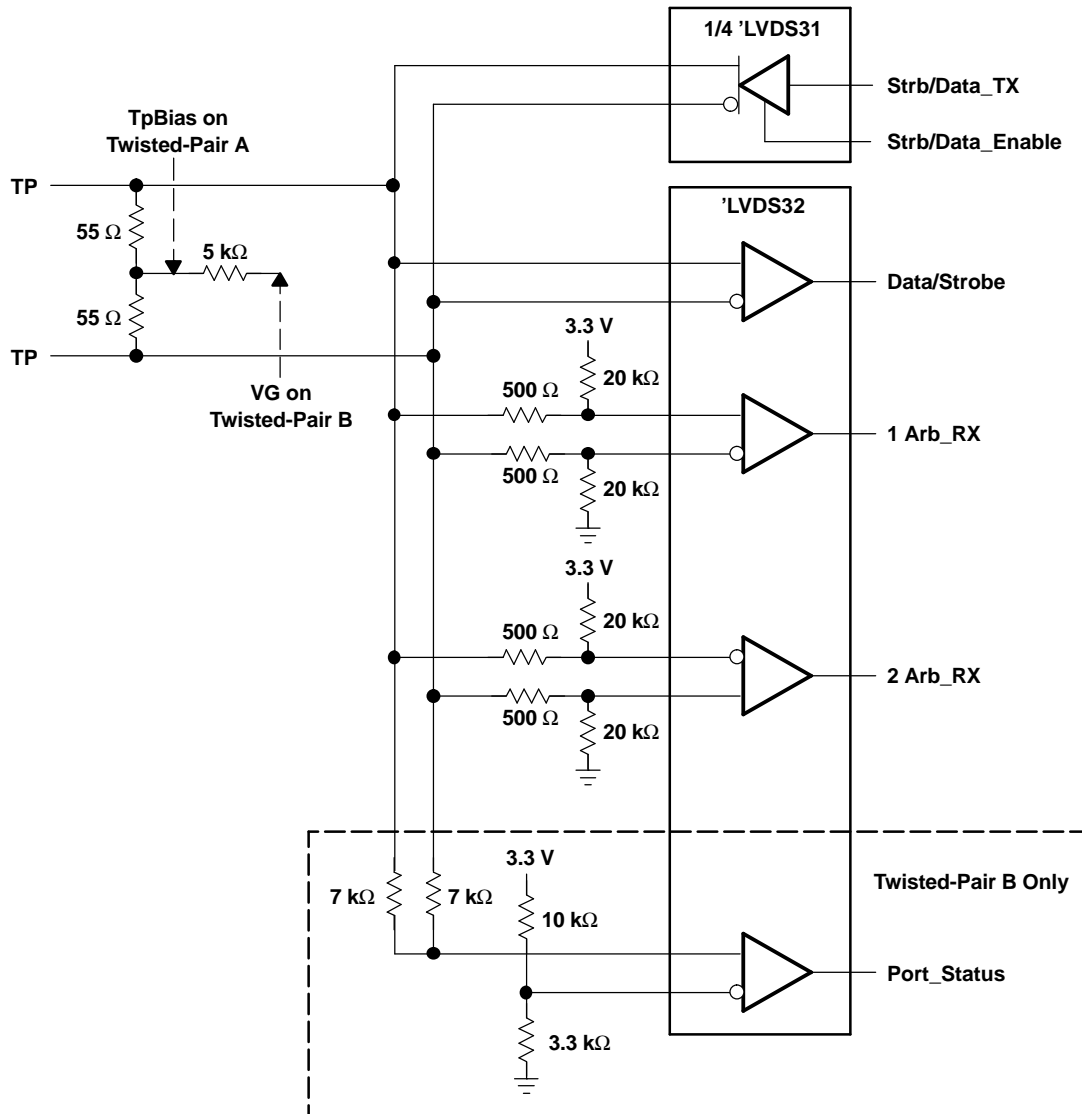 1/4 ’LVDS31
Strb/Data_TX
Strb/Data_Enable
TpBias on
Twisted-Pair A
TP
55 Ω
5 kΩ
55 Ω
TP
VG on
Twisted-Pair B
’LVDS32
Data/Strobe
3.3 V
20 kΩ
500 Ω
1 Arb_RX
500 Ω
20 kΩ
3.3 V
20 kΩ
500 Ω
2 Arb_RX
500 Ω
20 kΩ
3.3 V
Twisted-Pair B Only
7 kΩ
7 kΩ
10 kΩ
Port_Status
3.3 kΩ